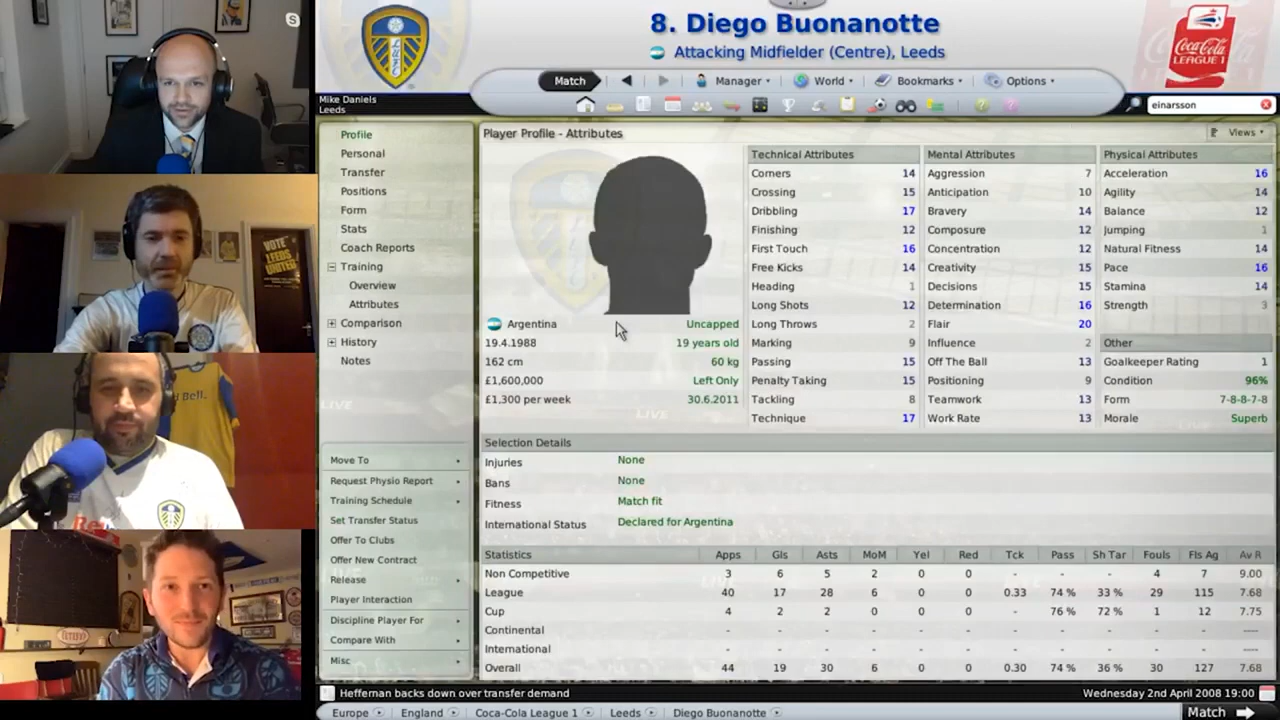 8. Diego Buonanotte
Attacking Midfielder (Centre), Leeds
LUFC
Coca-Cola
LEAGUE 1
Match
Manager
World
Bookmarks
Options
Mike Daniels
Leeds
einarsson
Profile
Personal
Transfer
Positions
Form
Stats
Coach Reports
Training
Overview
Attributes
Comparison
History
Notes
Move To
Request Physio Report
Training Schedule
Set Transfer Status
Offer To Clubs
Offer New Contract
Release
Player Interaction
Discipline Player For
Compare With
Misc
Player Profile - Attributes
Views
Argentina Uncapped
19.4.1988 19 years old
162 cm 60 kg
£1,600,000 Left Only
£1,300 per week 30.6.2011
Technical Attributes
Corners 14
Crossing 15
Dribbling 17
Finishing 12
First Touch 16
Free Kicks 14
Heading 1
Long Shots 12
Long Throws 2
Marking 9
Passing 15
Penalty Taking 15
Tackling 8
Technique 17
Mental Attributes
Aggression 7
Anticipation 10
Bravery 14
Composure 12
Concentration 12
Creativity 15
Decisions 15
Determination 16
Flair 20
Influence 2
Off The Ball 13
Positioning 9
Teamwork 13
Work Rate 13
Physical Attributes
Acceleration 16
Agility 14
Balance 12
Jumping 1
Natural Fitness 14
Pace 16
Stamina 14
Strength 3
Other
Goalkeeper Rating 1
Condition 96%
Form 7-8-8-7-8
Morale Superb
Selection Details
Injuries None
Bans None
Fitness Match fit
International Status Declared for Argentina
Statistics Apps Gls Asts MoM Yel Red Tck Pass Sh Tar Fouls Fls Ag Av R
Non Competitive 3 6 5 2 0 0 - - - 4 7 9.00
League 40 17 28 6 0 0 0.33 74 % 33 % 29 115 7.68
Cup 4 2 2 0 0 0 - 76 % 72 % 1 12 7.75
Continental - - - - - - - - - - - ----
International - - - - - - - - - - - ----
Overall 44 19 30 6 0 0 0.30 74 % 36 % 30 127 7.68
Heffernan backs down over transfer demand
Wednesday 2nd April 2008 19:00
Europe
England
Coca-Cola League 1
Leeds
Diego Buonanotte
Match
VOTE
LEEDS
UNITED
d Bell.